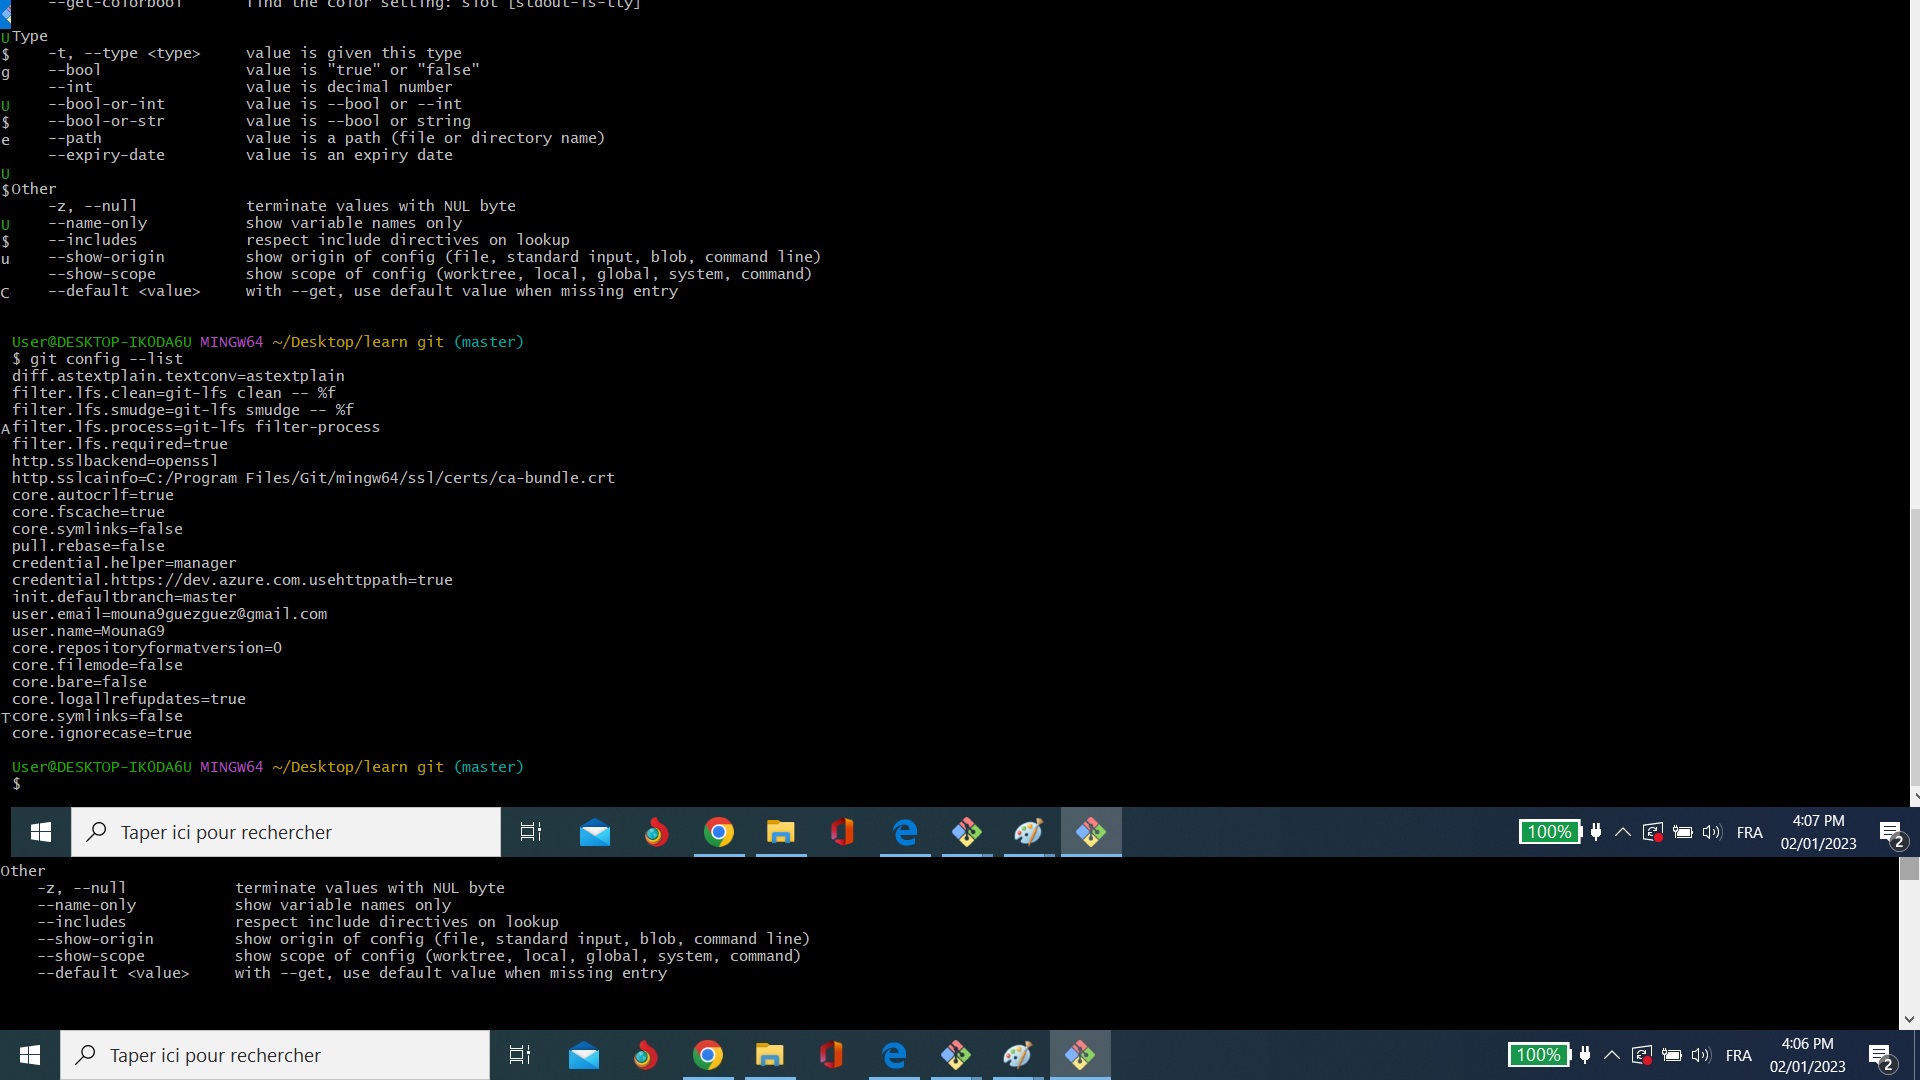 --get-colorbool find the color setting: slot [stdout-is-tty]
Type
-t, --type <type> value is given this type
--bool value is "true" or "false"
--int value is decimal number
--bool-or-int value is --bool or --int
--bool-or-str value is --bool or string
--path value is a path (file or directory name)
--expiry-date value is an expiry date
Other
-z, --null terminate values with NUL byte
--name-only show variable names only
--includes respect include directives on lookup
--show-origin show origin of config (file, standard input, blob, command line)
--show-scope show scope of config (worktree, local, global, system, command)
--default <value> with --get, use default value when missing entry
User@DESKTOP-IKODA6U MINGW64 ~/Desktop/learn git (master)
$ git config --list
diff.astextplain.textconv=astextplain
filter.lfs.clean=git-lfs clean -- %f
filter.lfs.smudge=git-lfs smudge -- %f
filter.lfs.process=git-lfs filter-process
filter.lfs.required=true
http.sslbackend=openssl
http.sslcainfo=C:/Program Files/Git/mingw64/ssl/certs/ca-bundle.crt
core.autocrlf=true
core.fscache=true
core.symlinks=false
pull.rebase=false
credential.helper=manager
credential.https://dev.azure.com.usehttppath=true
init.defaultbranch=master
user.email=mouna9guezguez@gmail.com
user.name=MounaG9
core.repositoryformatversion=0
core.filemode=false
core.bare=false
core.logallrefupdates=true
core.symlinks=false
core.ignorecase=true
User@DESKTOP-IKODA6U MINGW64 ~/Desktop/learn git (master)
$
Taper ici pour rechercher
100%
FRA
4:07 PM
02/01/2023
2
Other
-z, --null terminate values with NUL byte
--name-only show variable names only
--includes respect include directives on lookup
--show-origin show origin of config (file, standard input, blob, command line)
--show-scope show scope of config (worktree, local, global, system, command)
--default <value> with --get, use default value when missing entry
Taper ici pour rechercher
100%
FRA
4:06 PM
02/01/2023
2